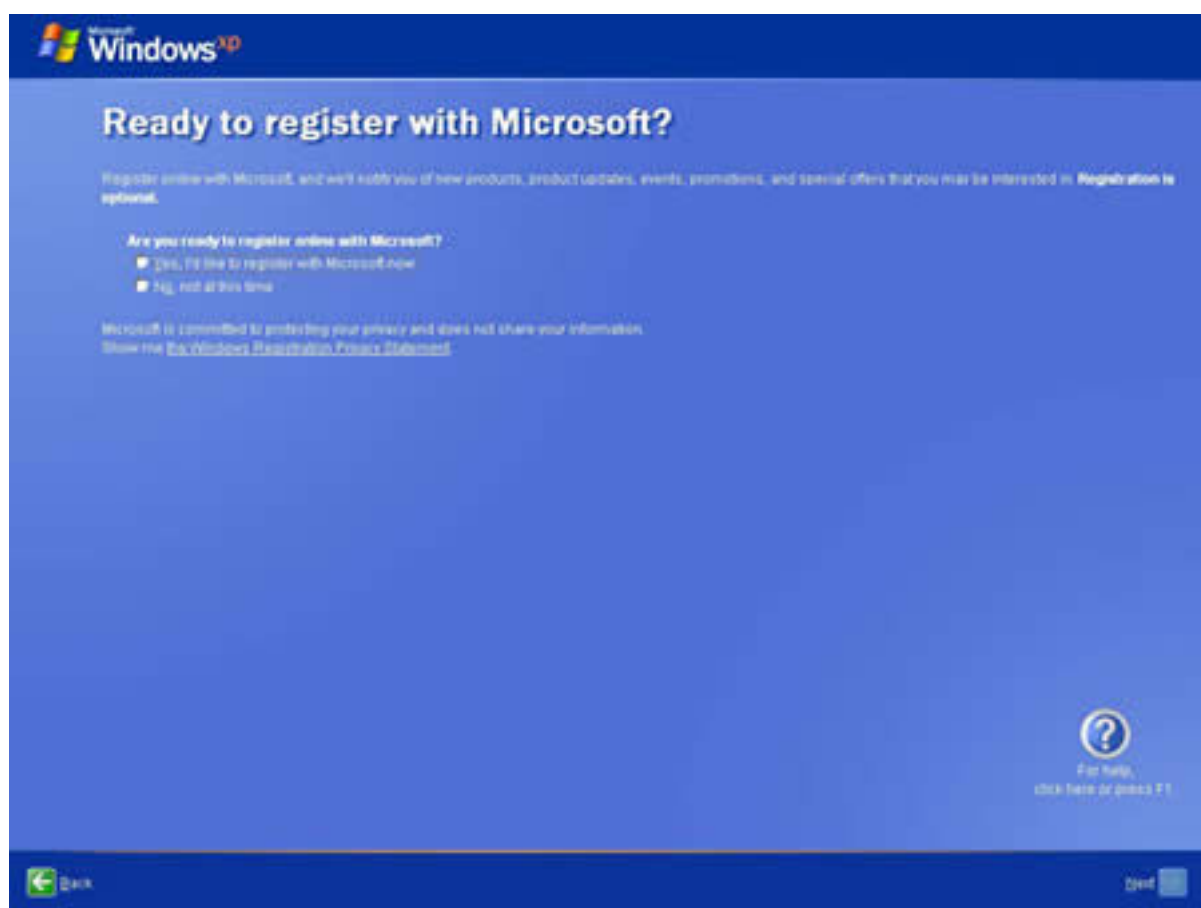 Microsoft
Windows xp
Ready to register with Microsoft?
Register online with Microsoft, and we'll notify you of new products, product updates, events, promotions, and special offers that you may be interested in. Registration is
optional.
Are you ready to register online with Microsoft?
Yes, I'd like to register with Microsoft now
No, not at this time
Microsoft is committed to protecting your privacy and does not share your information.
Show me the Windows Registration Privacy Statement
For help,
click here or press F1
Back
Next